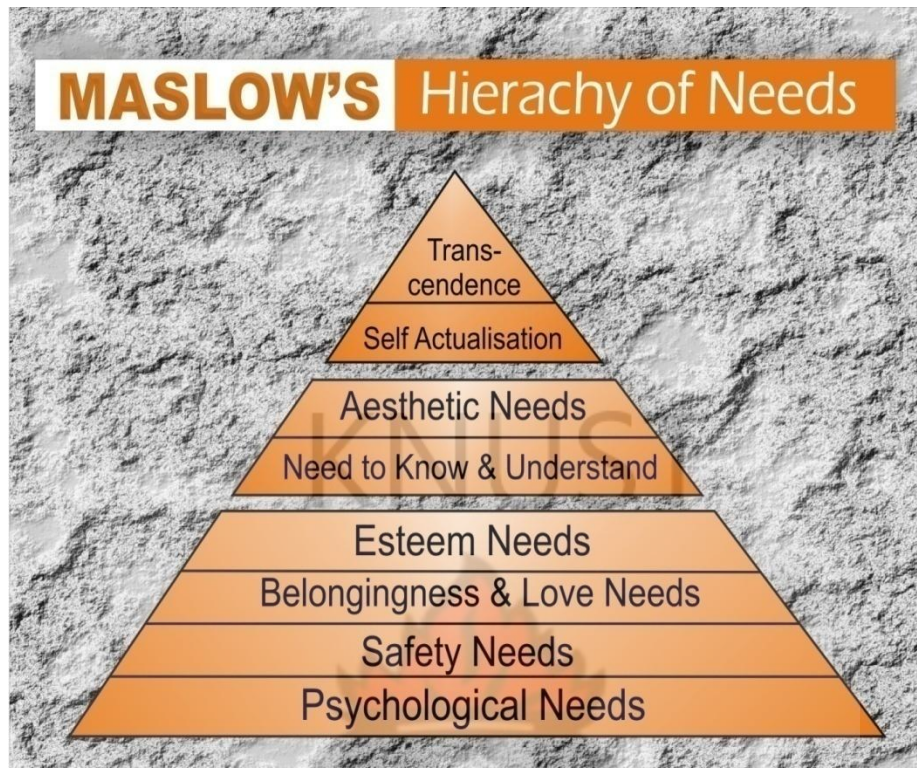 MASLOW'S Hierachy of Needs
Trans-
cendence
Self Actualisation
Aesthetic Needs
Need to Know & Understand
KNUST
Esteem Needs
Belongingness & Love Needs
Safety Needs
Psychological Needs